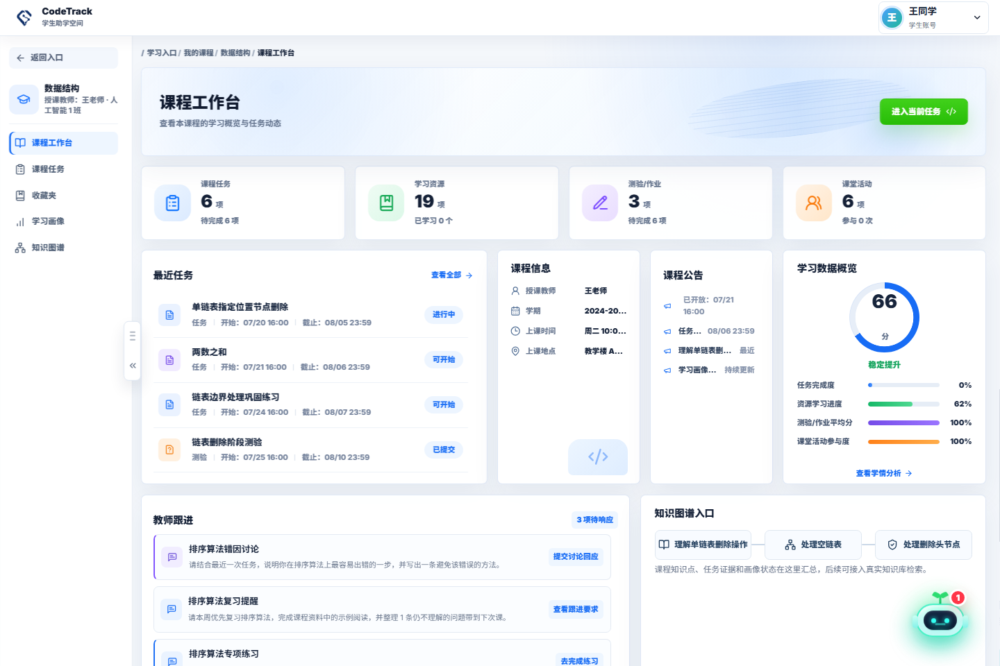 CodeTrack
学生助学空间
王
王同学
学生账号
返回入口
数据结构
授课教师：王老师 · 人
工智能 1 班
课程工作台
课程任务
收藏夹
学习画像
知识图谱
/ 学习入口 / 我的课程 / 数据结构 / 课程工作台
课程工作台
查看本课程的学习概览与任务动态
进入当前任务 </>
课程任务
6 项
待完成 6 项
学习资源
19 项
已学习 0 个
测验/作业
3 项
待完成 6 项
课堂活动
6 项
参与 0 次
最近任务
查看全部
单链表指定位置节点删除
任务 | 开始：07/20 16:00 | 截止：08/05 23:59
进行中
两数之和
任务 | 开始：07/21 16:00 | 截止：08/06 23:59
可开始
链表边界处理巩固练习
任务 | 开始：07/24 16:00 | 截止：08/07 23:59
可开始
链表删除阶段测验
测验 | 开始：07/25 16:00 | 截止：08/10 23:59
已提交
课程信息
授课教师 王老师
学期 2024-20...
上课时间 周二 10:0...
上课地点 教学楼 A...
</>
课程公告
已开放：07/21
16:00
任务... 08/06 23:59
理解单链表删... 最近
学习画像... 持续更新
学习数据概览
66
分
稳定提升
任务完成度 0%
资源学习进度 62%
测验/作业平均分 100%
课堂活动参与度 100%
查看学情分析
教师跟进
3 项待响应
排序算法错因讨论
请结合最近一次任务，说明你在排序算法上最容易出错的一步，并写出一条避免该错误的方法。
提交讨论回应
排序算法复习提醒
请本周优先复习排序算法，完成课程资料中的示例阅读，并整理 1 条仍不理解的问题带到下次课。
查看跟进要求
排序算法专项练习
去完成练习
知识图谱入口
理解单链表删除操作
处理空链表
处理删除头节点
课程知识点、任务证据和画像状态在这里汇总，后续可接入真实知识库检索。
1